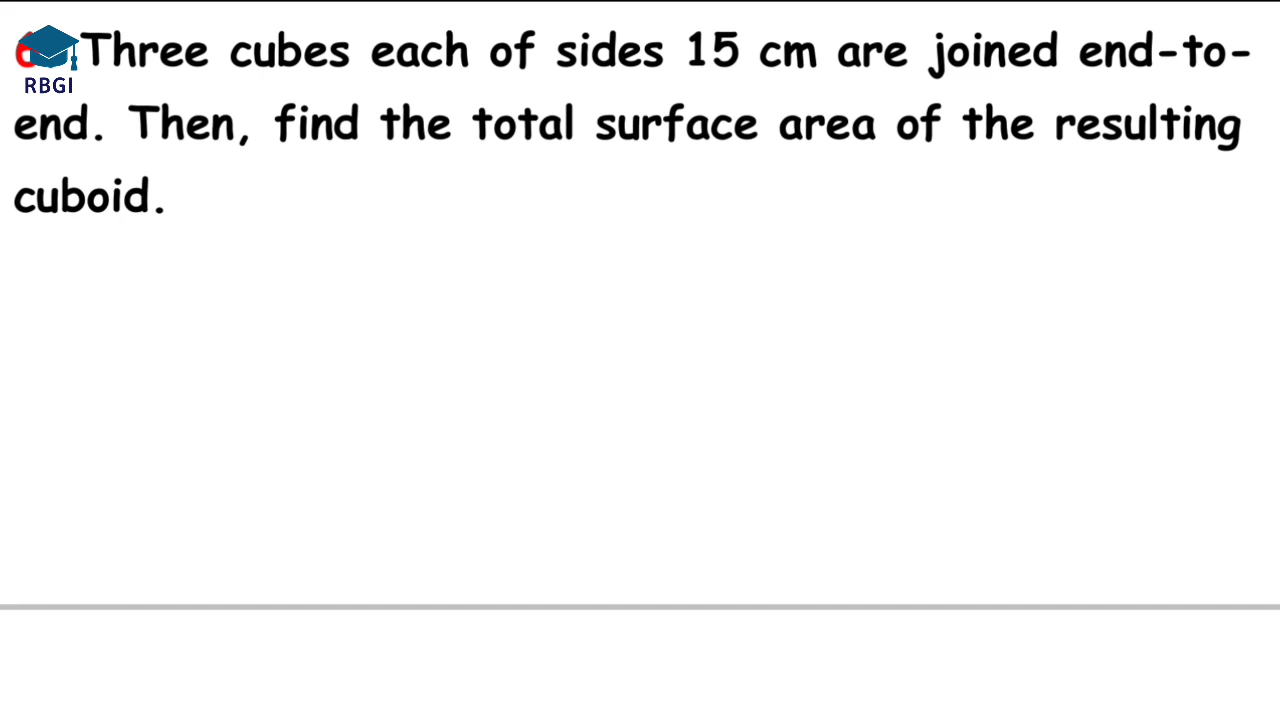 Three cubes each of sides 15 cm are joined end-to-
RBGI
end. Then, find the total surface area of the resulting
cuboid.